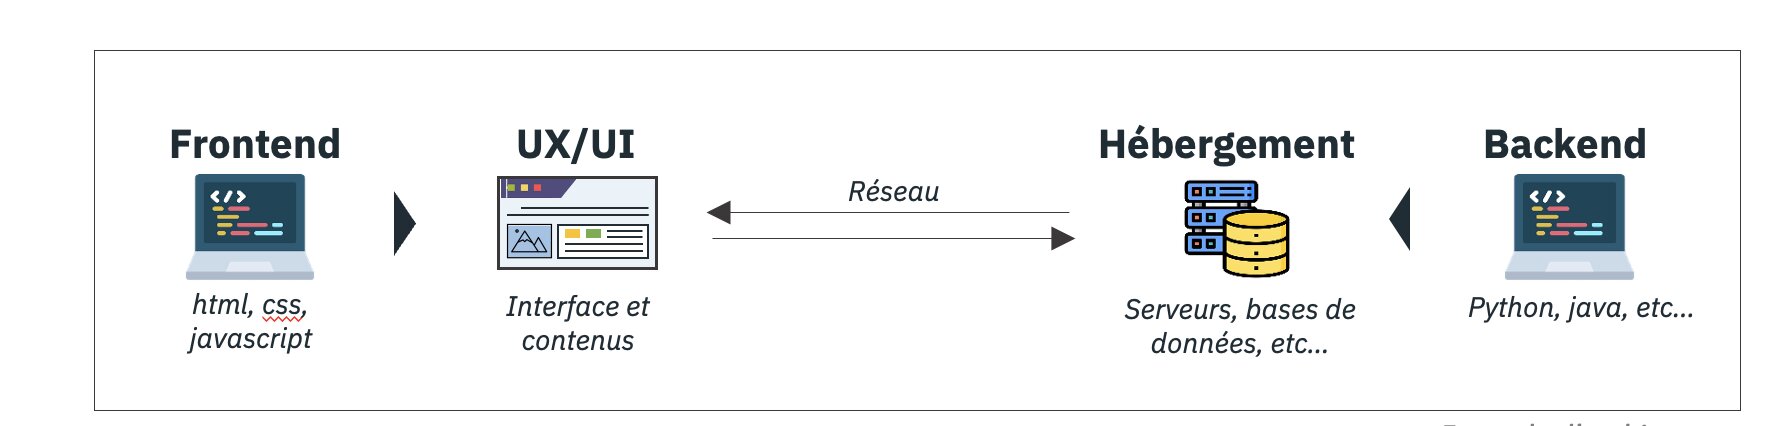 Frontend
UX/UI
Hébergement
Backend
Réseau
</>
</>
html, css,
javascript
Interface et
contenus
Serveurs, bases de
données, etc...
Python, java, etc...